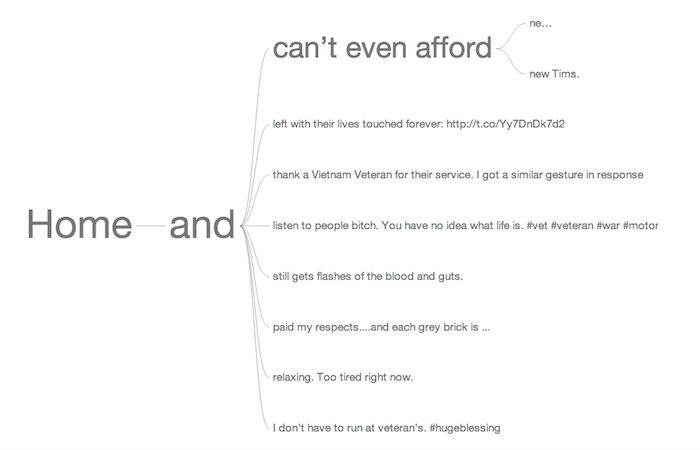 Home and
can't even afford
ne...
new Tims.
left with their lives touched forever: http://t.co/Yy7DnDk7d2
thank a Vietnam Veteran for their service. I got a similar gesture in response
listen to people bitch. You have no idea what life is. #vet #veteran #war #motor
still gets flashes of the blood and guts.
paid my respects....and each grey brick is ...
relaxing. Too tired right now.
I don't have to run at veteran's. #hugeblessing